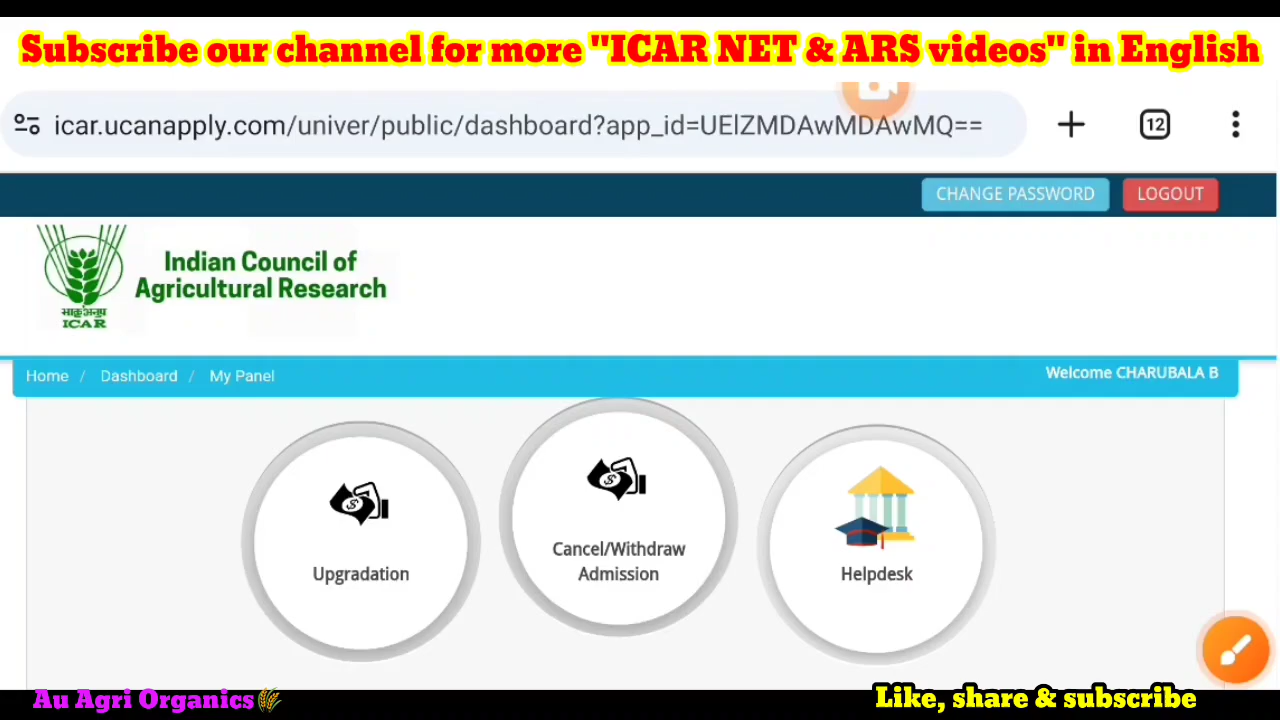 Subscribe our channel for more "ICAR NET & ARS videos" in English
icar.ucanapply.com/univer/public/dashboard?app_id=UElZMDAwMDAwMQ==
12
CHANGE PASSWORD
LOGOUT
Indian Council of
Agricultural Research
भाकृअनुप
ICAR
Home / Dashboard / My Panel
Welcome CHARUBALA B
Upgradation
Cancel/Withdraw
Admission
Helpdesk
Au Agri Organics🌾
Like, share & subscribe